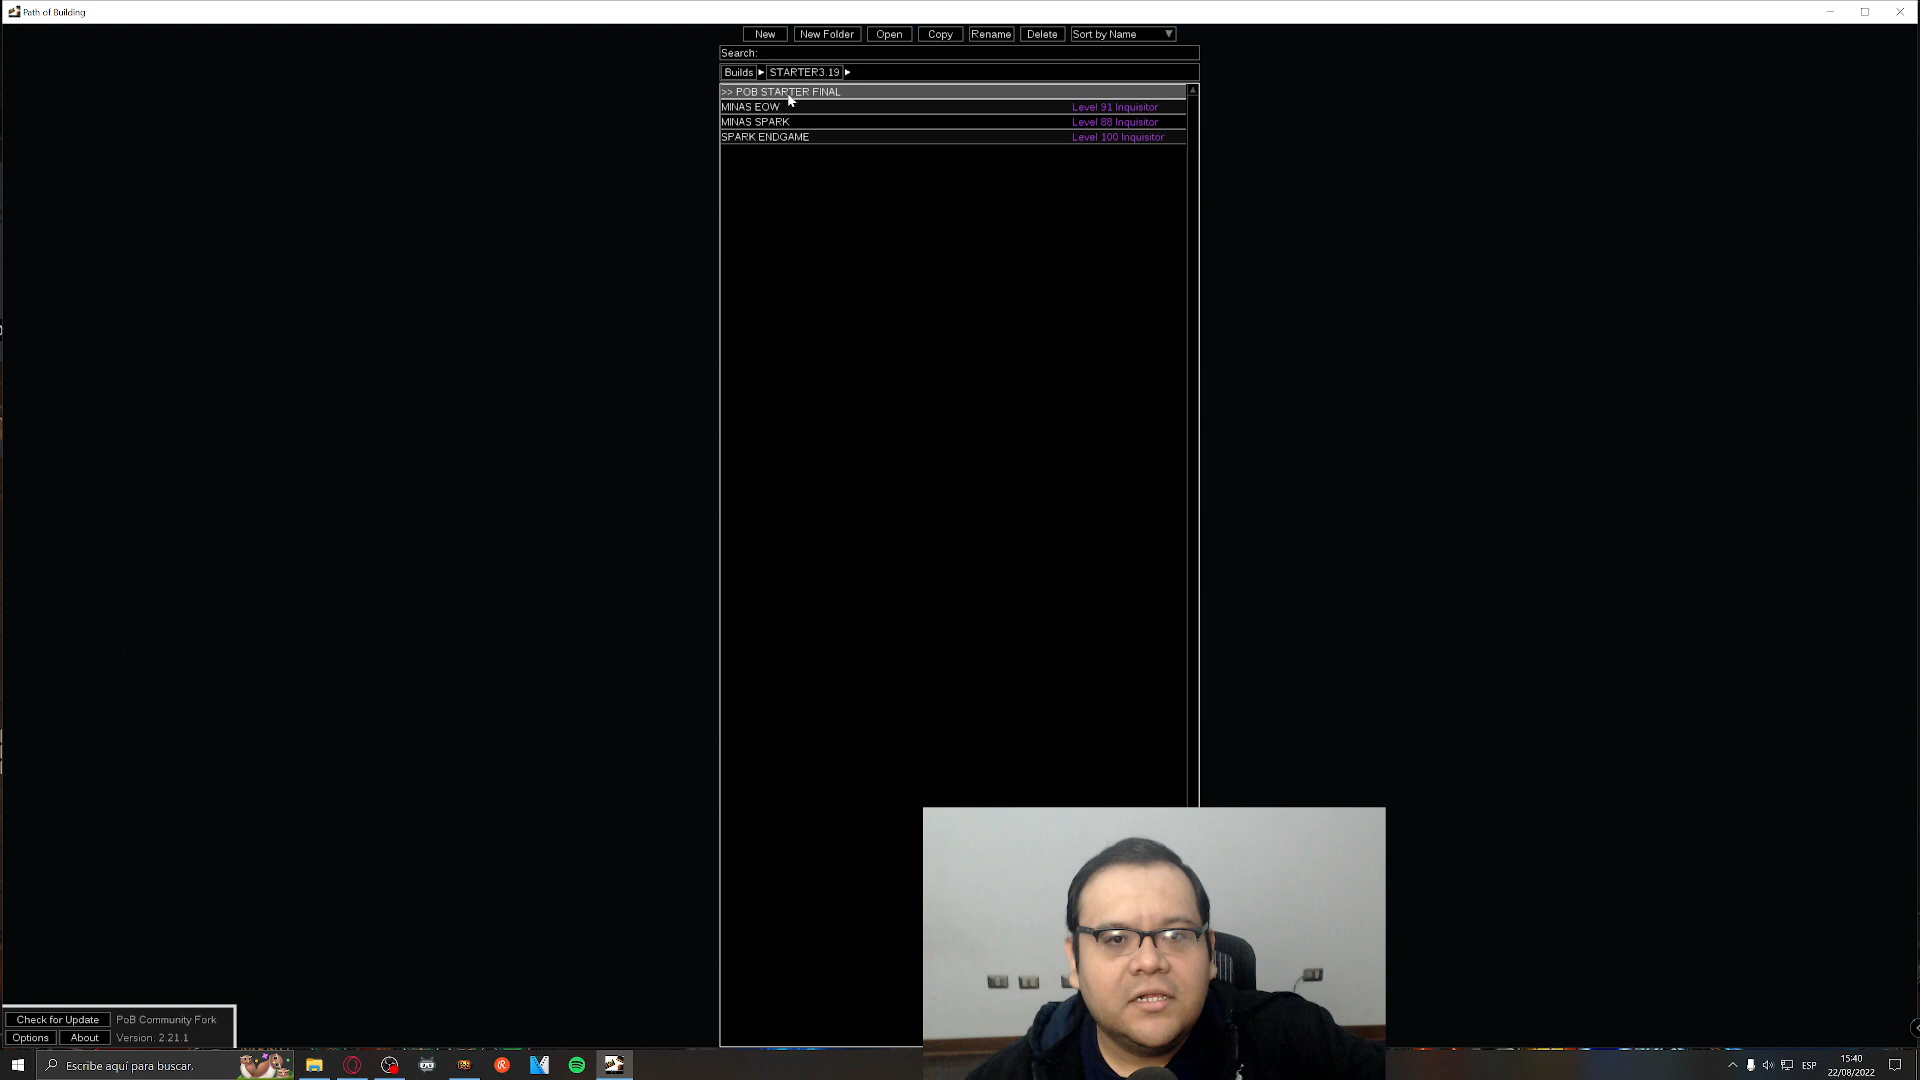 Path of Building
New New Folder Open Copy Rename Delete Sort by Name
Search:
Builds STARTER3.19
>> POB STARTER FINAL
MINAS EOW Level 91 Inquisitor
MINAS SPARK Level 88 Inquisitor
SPARK ENDGAME Level 100 Inquisitor
Check for Update PoB Community Fork
Options About Version: 2.21.1
Escribe aquí para buscar. ESP 15:40
22/08/2022